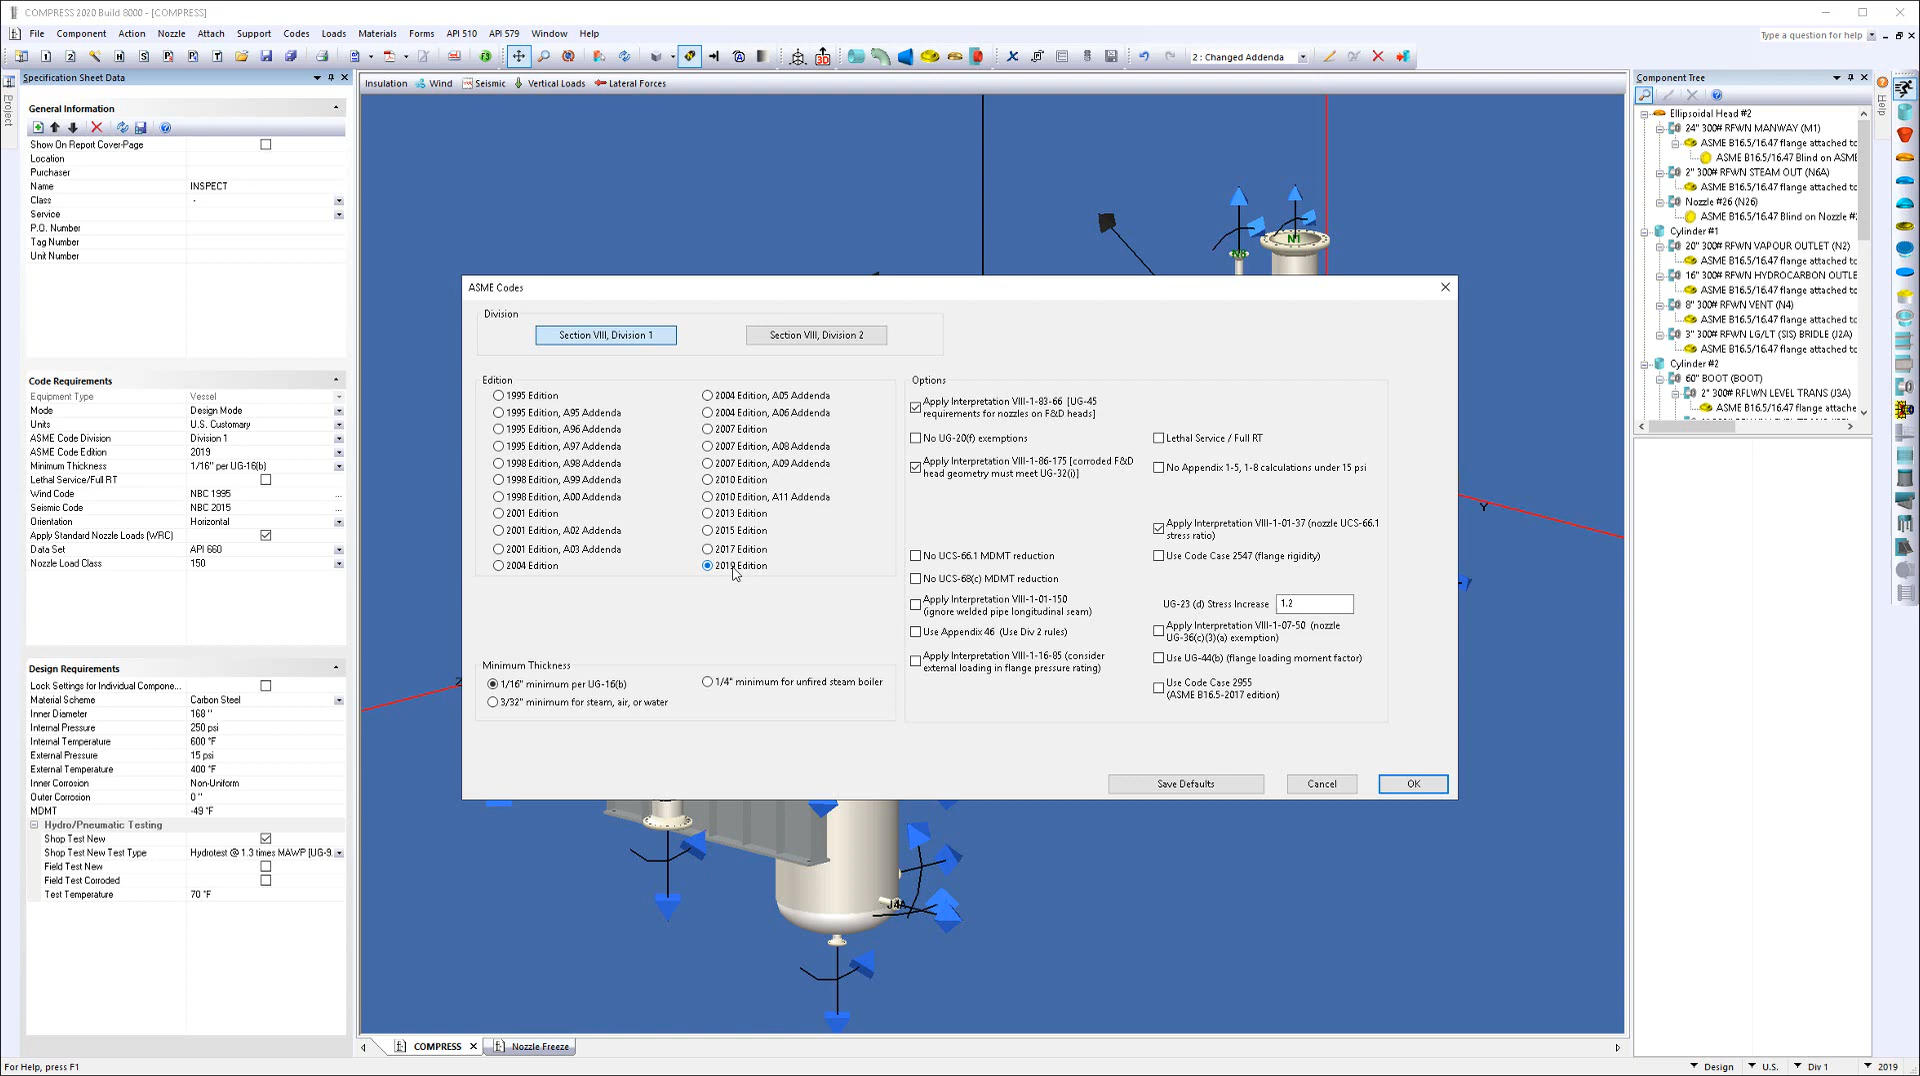 COMPRESS 2020 Build 8000 - [COMPRESS]
File Component Action Nozzle Attach Support Codes Loads Materials Forms API 510 API 579 Window Help
Type a question for help
2 : Changed Addenda
Specification Sheet Data
Insulation Wind Seismic Vertical Loads Lateral Forces
Component Tree
Project
Help
General Information
Show On Report Cover-Page
Location
Purchaser
Name INSPECT
Class -
Service
P.O. Number
Tag Number
Unit Number
Code Requirements
Equipment Type Vessel
Mode Design Mode
Units U.S. Customary
ASME Code Division Division 1
ASME Code Edition 2019
Minimum Thickness 1/16" per UG-16(b)
Lethal Service/Full RT
Wind Code NBC 1995 ...
Seismic Code NBC 2015 ...
Orientation Horizontal
Apply Standard Nozzle Loads (WRC)
Data Set API 660
Nozzle Load Class 150
Design Requirements
Lock Settings for Individual Compone...
Material Scheme Carbon Steel
Inner Diameter 168 "
Internal Pressure 250 psi
Internal Temperature 600 °F
External Pressure 15 psi
External Temperature 400 °F
Inner Corrosion Non-Uniform
Outer Corrosion 0 "
MDMT -49 °F
Hydro/Pneumatic Testing
Shop Test New
Shop Test New Test Type Hydrotest @ 1.3 times MAWP [UG-9.
Field Test New
Field Test Corroded
Test Temperature 70 °F
N1
Y
Z
J4A
ASME Codes
Division
Section VIII, Division 1
Section VIII, Division 2
Edition
1995 Edition
1995 Edition, A95 Addenda
1995 Edition, A96 Addenda
1995 Edition, A97 Addenda
1998 Edition, A98 Addenda
1998 Edition, A99 Addenda
1998 Edition, A00 Addenda
2001 Edition
2001 Edition, A02 Addenda
2001 Edition, A03 Addenda
2004 Edition
2004 Edition, A05 Addenda
2004 Edition, A06 Addenda
2007 Edition
2007 Edition, A08 Addenda
2007 Edition, A09 Addenda
2010 Edition
2010 Edition, A11 Addenda
2013 Edition
2015 Edition
2017 Edition
2019 Edition
Minimum Thickness
1/16" minimum per UG-16(b)
3/32" minimum for steam, air, or water
1/4" minimum for unfired steam boiler
Options
Apply Interpretation VIII-1-83-66 [UG-45
requirements for nozzles on F&D heads]
No UG-20(f) exemptions
Apply Interpretation VIII-1-86-175 [corroded F&D
head geometry must meet UG-32(i)]
No UCS-66.1 MDMT reduction
No UCS-68(c) MDMT reduction
Apply Interpretation VIII-1-01-150
(ignore welded pipe longitudinal seam)
Use Appendix 46 (Use Div 2 rules)
Apply Interpretation VIII-1-16-85 (consider
external loading in flange pressure rating)
Lethal Service / Full RT
No Appendix 1-5, 1-8 calculations under 15 psi
Apply Interpretation VIII-1-01-37 (nozzle UCS-66.1
stress ratio)
Use Code Case 2547 (flange rigidity)
UG-23 (d) Stress Increase 1.2
Apply Interpretation VIII-1-07-50 (nozzle
UG-36(c)(3)(a) exemption)
Use UG-44(b) (flange loading moment factor)
Use Code Case 2955
(ASME B16.5-2017 edition)
Save Defaults
Cancel
OK
Ellipsoidal Head #2
24" 300# RFWN MANWAY (M1)
ASME B16.5/16.47 flange attached to
ASME B16.5/16.47 Blind on ASME
2" 300# RFWN STEAM OUT (N6A)
ASME B16.5/16.47 flange attached to
Nozzle #26 (N26)
ASME B16.5/16.47 Blind on Nozzle #2
Cylinder #1
20" 300# RFWN VAPOUR OUTLET (N2)
ASME B16.5/16.47 flange attached to
16" 300# RFWN HYDROCARBON OUTLE
ASME B16.5/16.47 flange attached to
8" 300# RFWN VENT (N4)
ASME B16.5/16.47 flange attached to
3" 300# RFWN LG/LT (SIS) BRIDLE (J2A)
ASME B16.5/16.47 flange attached to
Cylinder #2
60" BOOT (BOOT)
2" 300# RFLWN LEVEL TRANS (J3A)
ASME B16.5/16.47 flange attache
COMPRESS
Nozzle Freeze
For Help, press F1
Design U.S. Div 1 2019